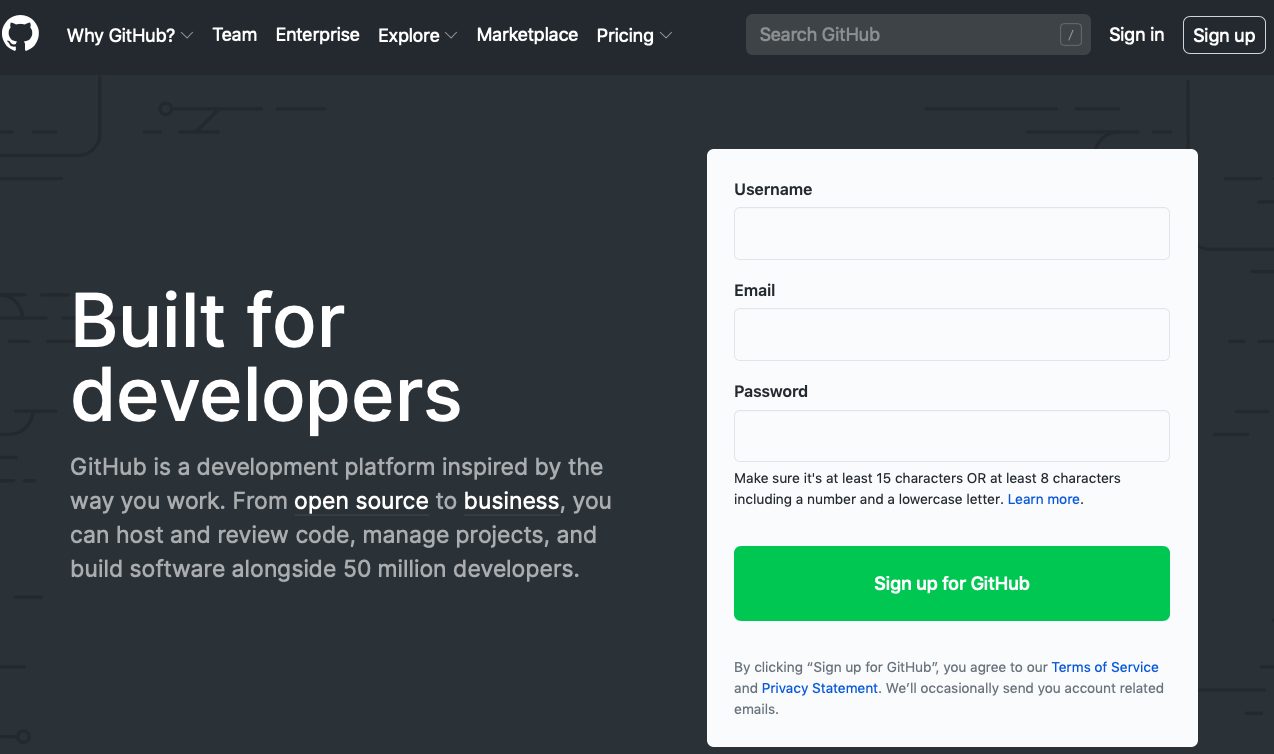 Why GitHub? Team Enterprise Explore Marketplace Pricing Search GitHub / Sign in Sign up
Built for
developers
GitHub is a development platform inspired by the
way you work. From open source to business, you
can host and review code, manage projects, and
build software alongside 50 million developers.
Username
Email
Password
Make sure it's at least 15 characters OR at least 8 characters
including a number and a lowercase letter. Learn more.
Sign up for GitHub
By clicking “Sign up for GitHub”, you agree to our Terms of Service
and Privacy Statement. We’ll occasionally send you account related
emails.